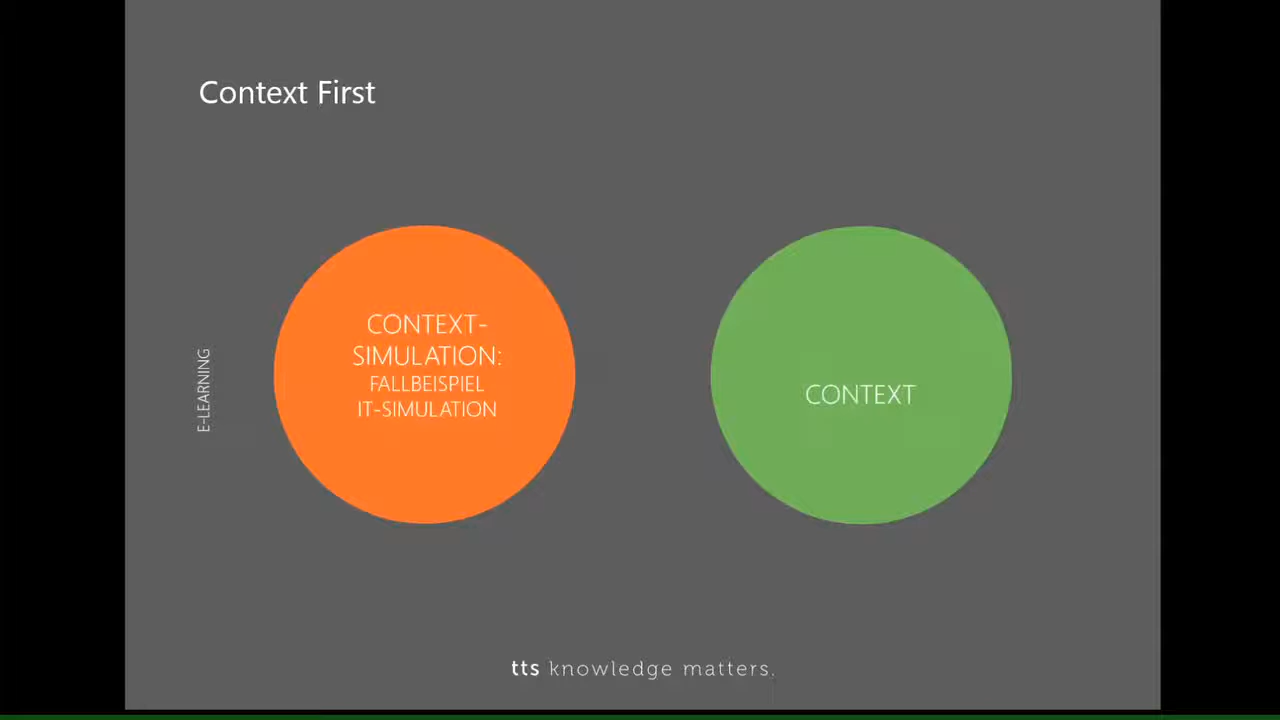 Context First
E-LEARNING
CONTEXT-
SIMULATION:
FALLBEISPIEL
IT-SIMULATION
CONTEXT
tts knowledge matters.